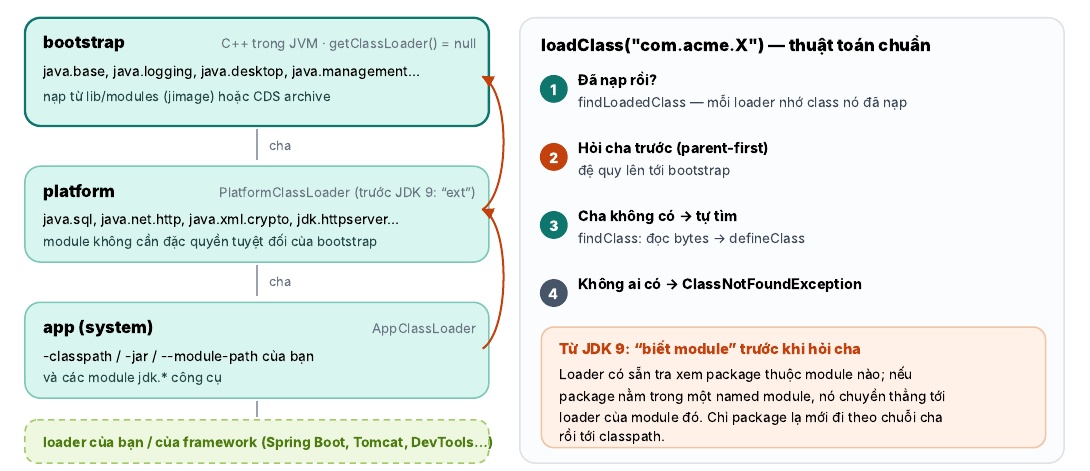 bootstrap
C++ trong JVM · getClassLoader() = null
java.base, java.logging, java.desktop, java.management…
nạp từ lib/modules (jimage) hoặc CDS archive
cha
platform
PlatformClassLoader (trước JDK 9: “ext”)
java.sql, java.net.http, java.xml.crypto, jdk.httpserver…
module không cần đặc quyền tuyệt đối của bootstrap
cha
app (system)
AppClassLoader
-classpath / -jar / --module-path của bạn
và các module jdk.* công cụ
loader của bạn / của framework (Spring Boot, Tomcat, DevTools…)
loadClass("com.acme.X") — thuật toán chuẩn
1
Đã nạp rồi?
findLoadedClass — mỗi loader nhớ class nó đã nạp
2
Hỏi cha trước (parent-first)
đệ quy lên tới bootstrap
3
Cha không có → tự tìm
findClass: đọc bytes → defineClass
4
Không ai có → ClassNotFoundException
Từ JDK 9: “biết module” trước khi hỏi cha
Loader có sẵn tra xem package thuộc module nào; nếu
package nằm trong một named module, nó chuyển thẳng tới
loader của module đó. Chỉ package lạ mới đi theo chuỗi cha
rồi tới classpath.